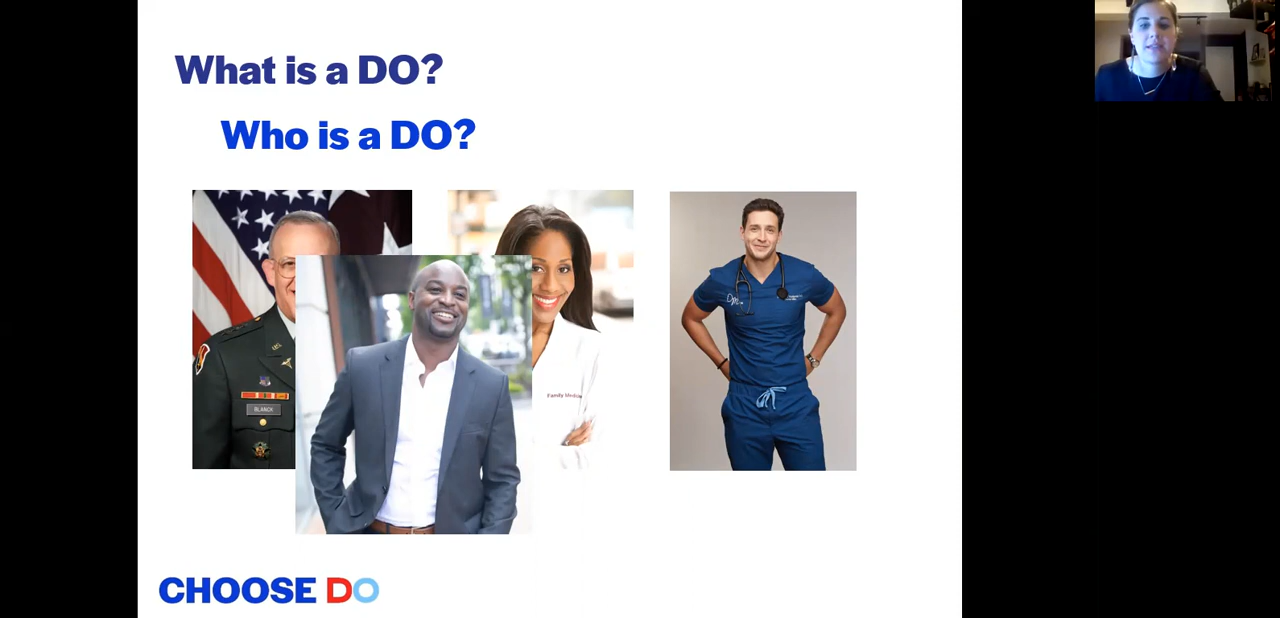 What is a DO?
Who is a DO?
BLANCK
Family Medicine
CHOOSE DO